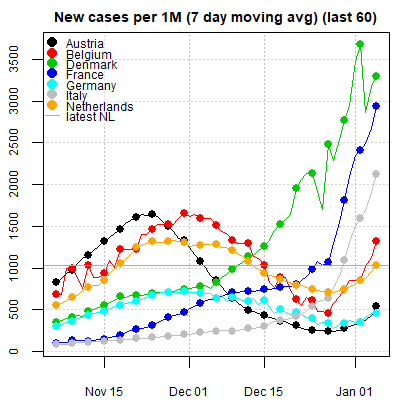 New cases per 1M (7 day moving avg) (last 60)
Austria
Belgium
Denmark
France
Germany
Italy
Netherlands
latest NL
3500
3000
2500
2000
1500
1000
500
0
Nov 15 Dec 01 Dec 15 Jan 01